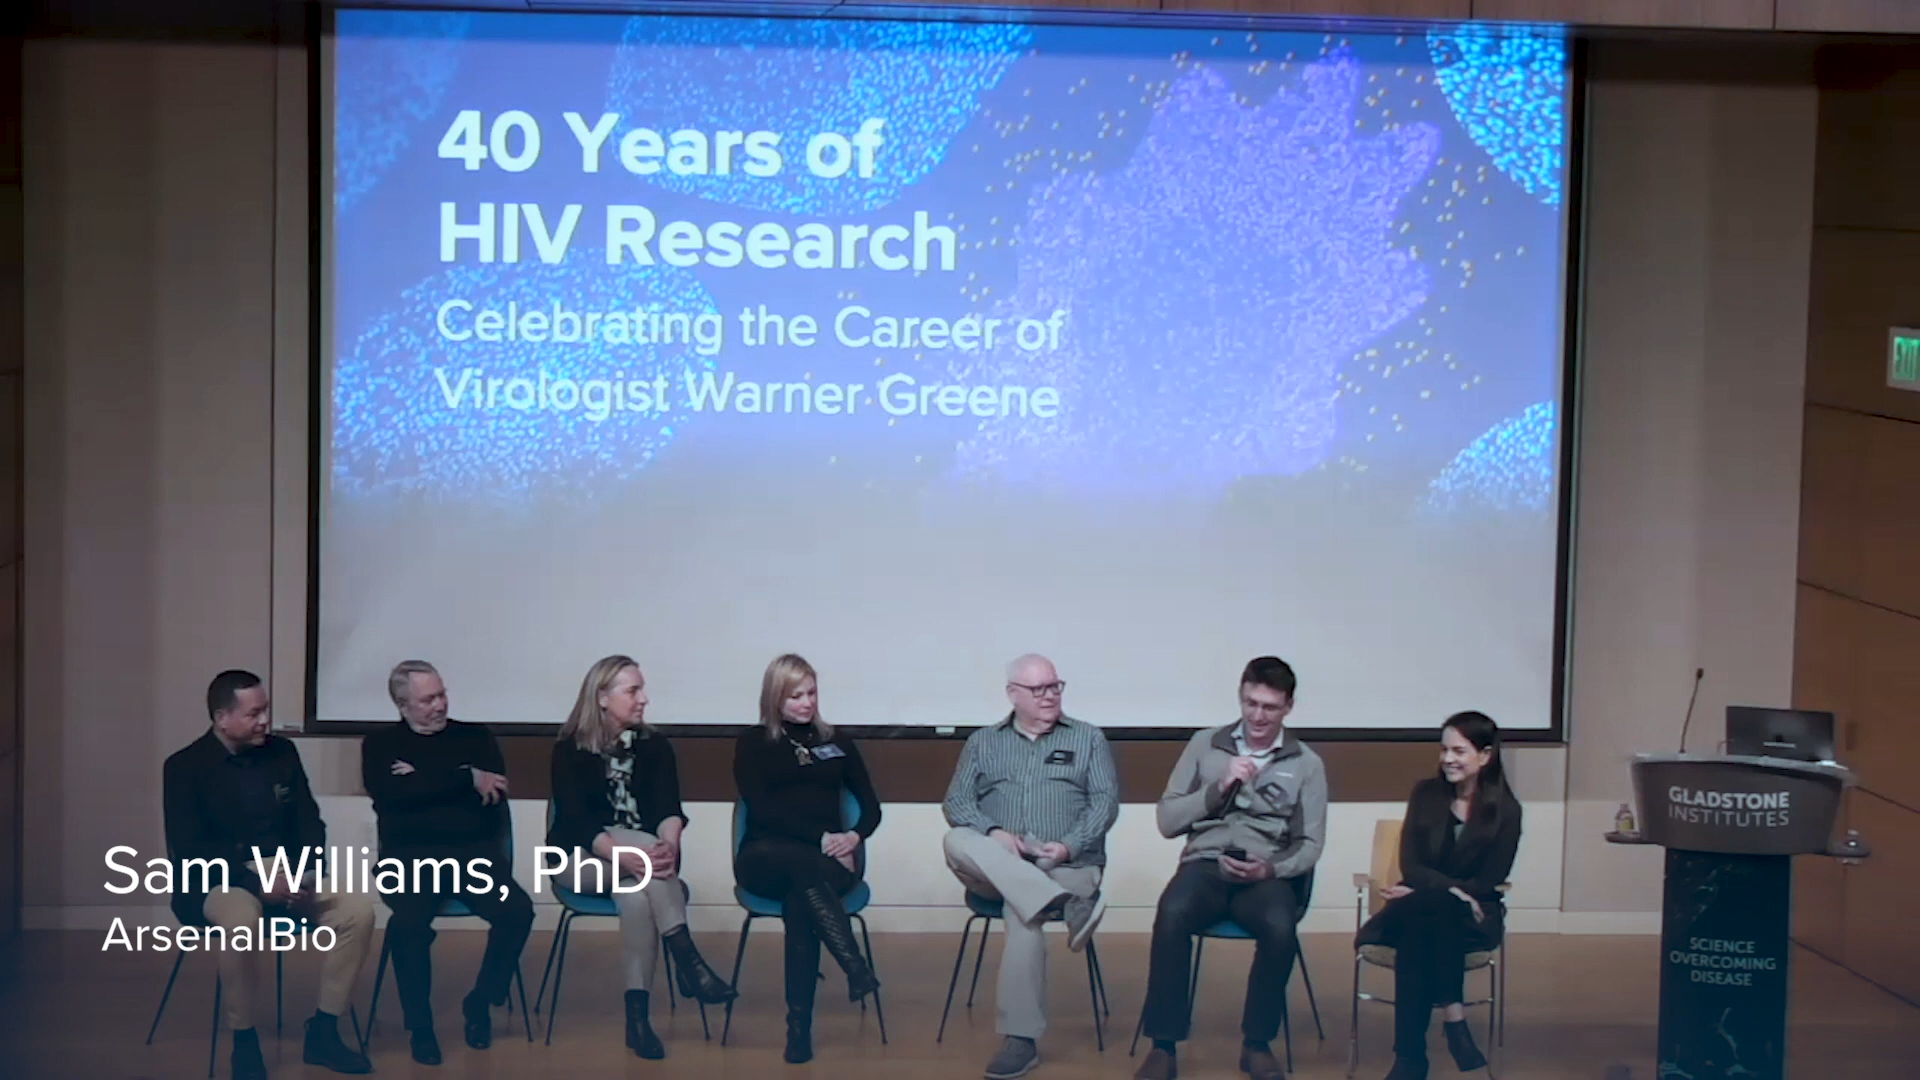 40 Years of
HIV Research
Celebrating the Career of
Virologist Warner Greene
EXIT
GLADSTONE
INSTITUTES
SCIENCE
OVERCOMING
DISEASE
Sam Williams, PhD
ArsenalBio